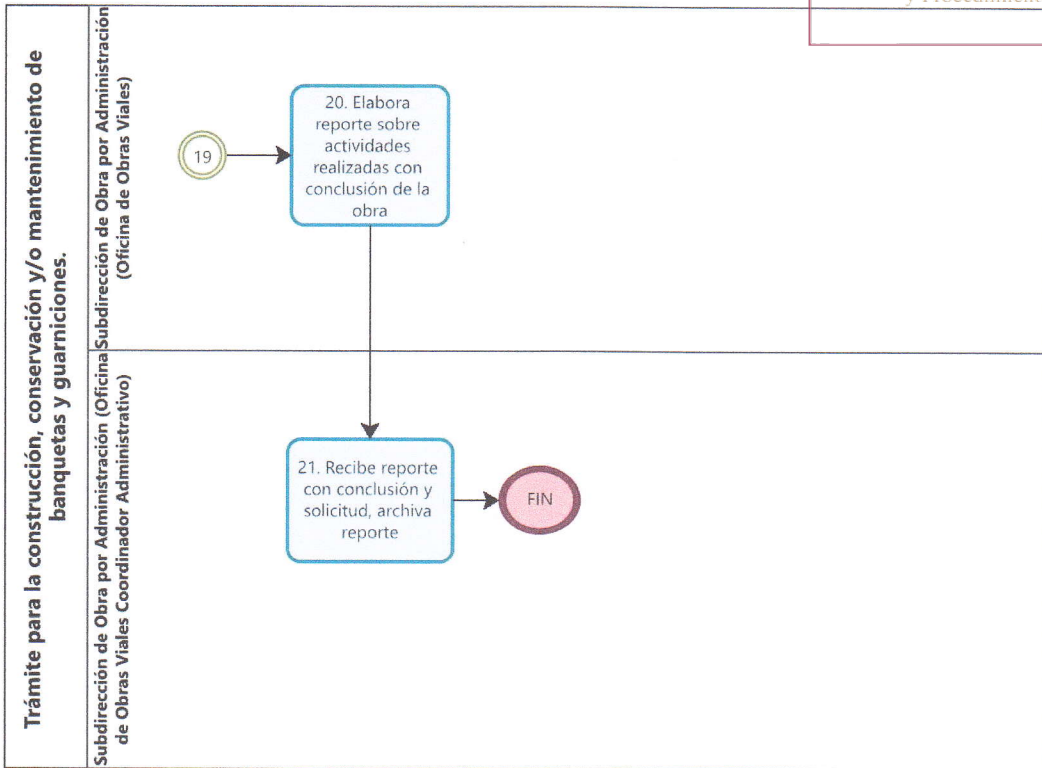 y Procedimiento
Trámite para la construcción, conservación y/o mantenimiento de
banquetas y guarniciones.
Subdirección de Obra por Administración
(Oficina de Obras Viales)
19
20. Elabora
reporte sobre
actividades
realizadas con
conclusión de la
obra
Subdirección de Obra por Administración (Oficina
de Obras Viales Coordinador Administrativo)
21. Recibe reporte
con conclusión y
solicitud, archiva
reporte
FIN